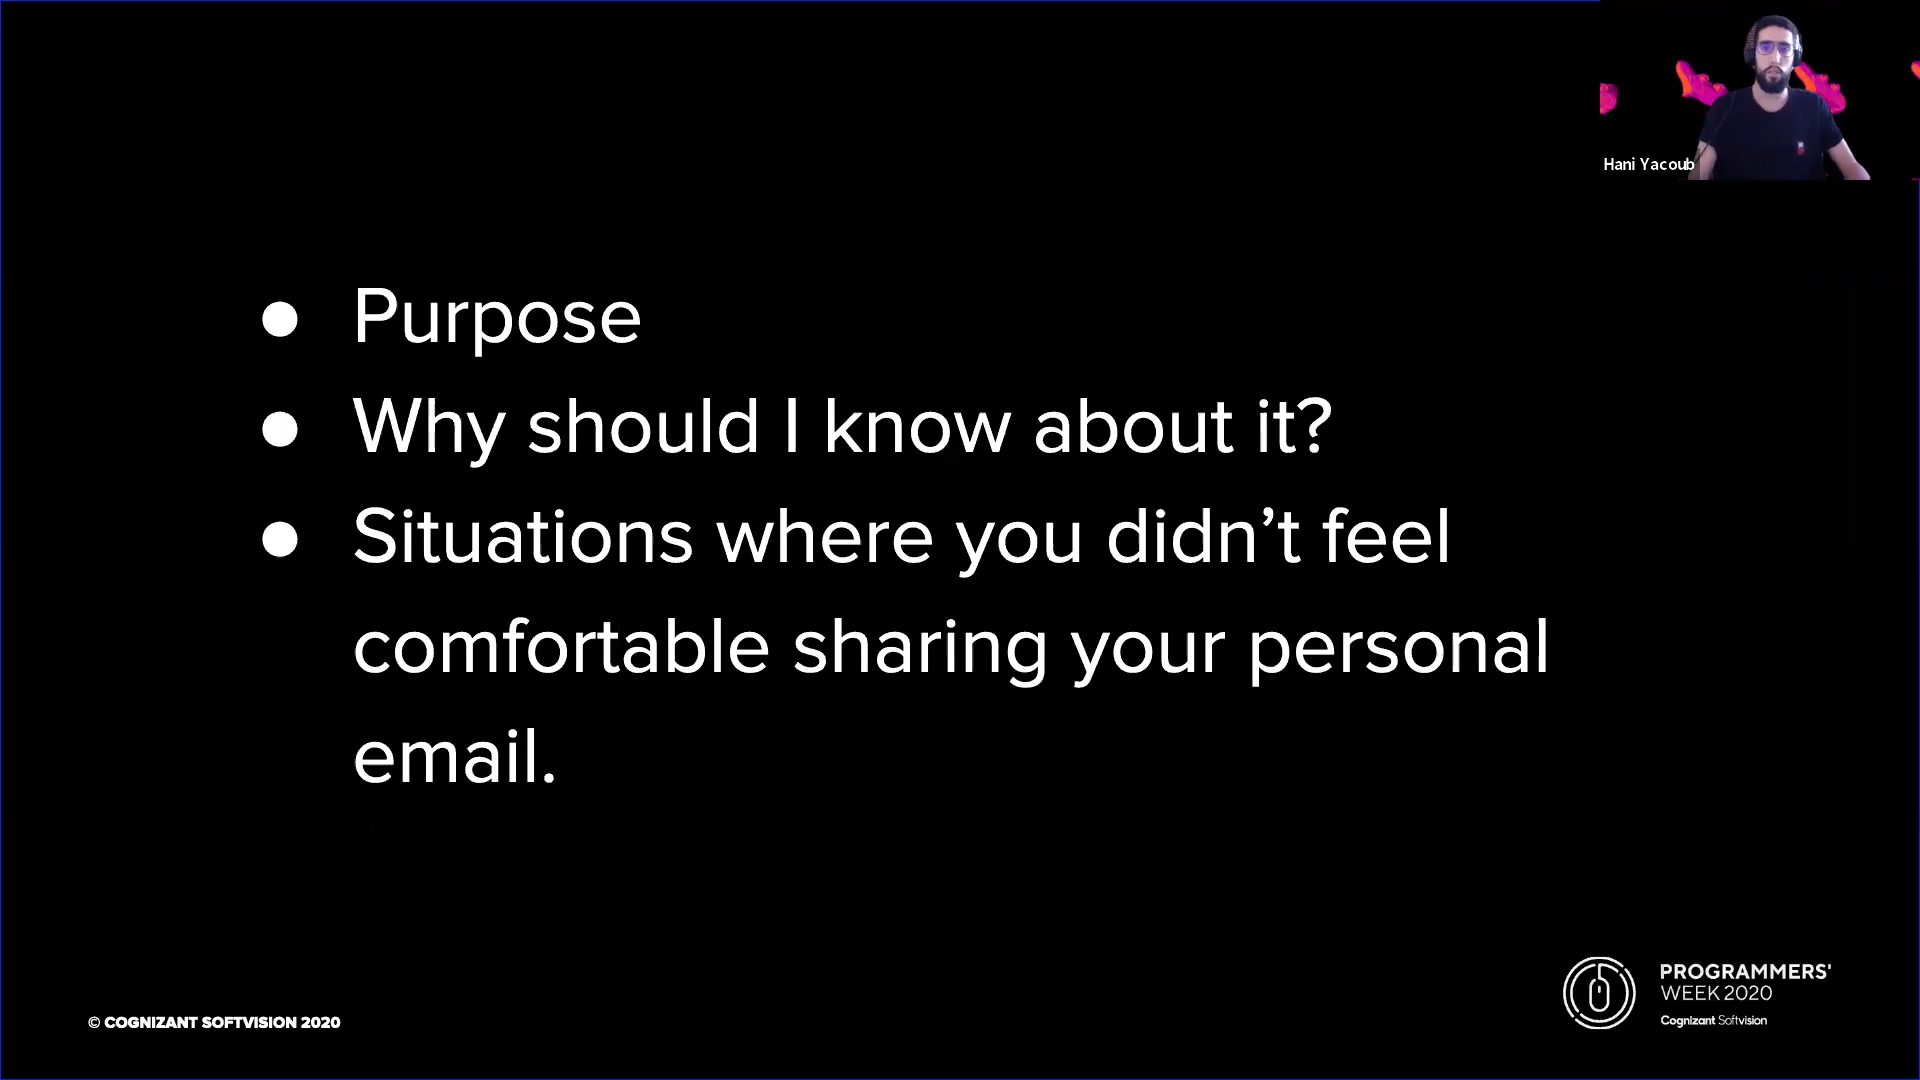 Hani Yacoub
● Purpose
● Why should I know about it?
● Situations where you didn’t feel
comfortable sharing your personal
email.
© COGNIZANT SOFTVISION 2020
PROGRAMMERS'
WEEK 2020
Cognizant Softvision